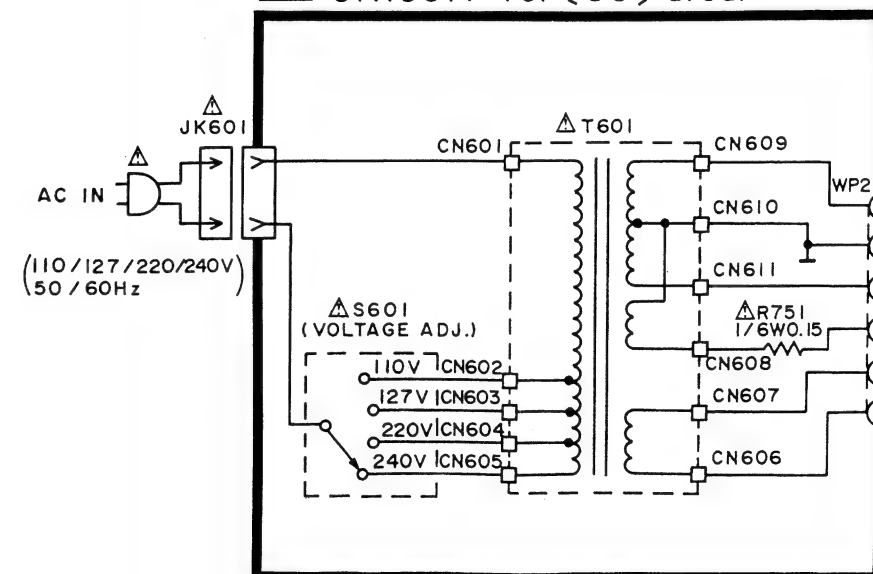 JK601
AC IN
(110/127/220/240V)
50/60Hz
S601
(VOLTAGE ADJ.)
110V CN602
127V CN603
220V CN604
240V CN605
CN601
T601
CN609
WP2
CN610
CN611
R751
1/6W0.15
CN608
CN607
CN606